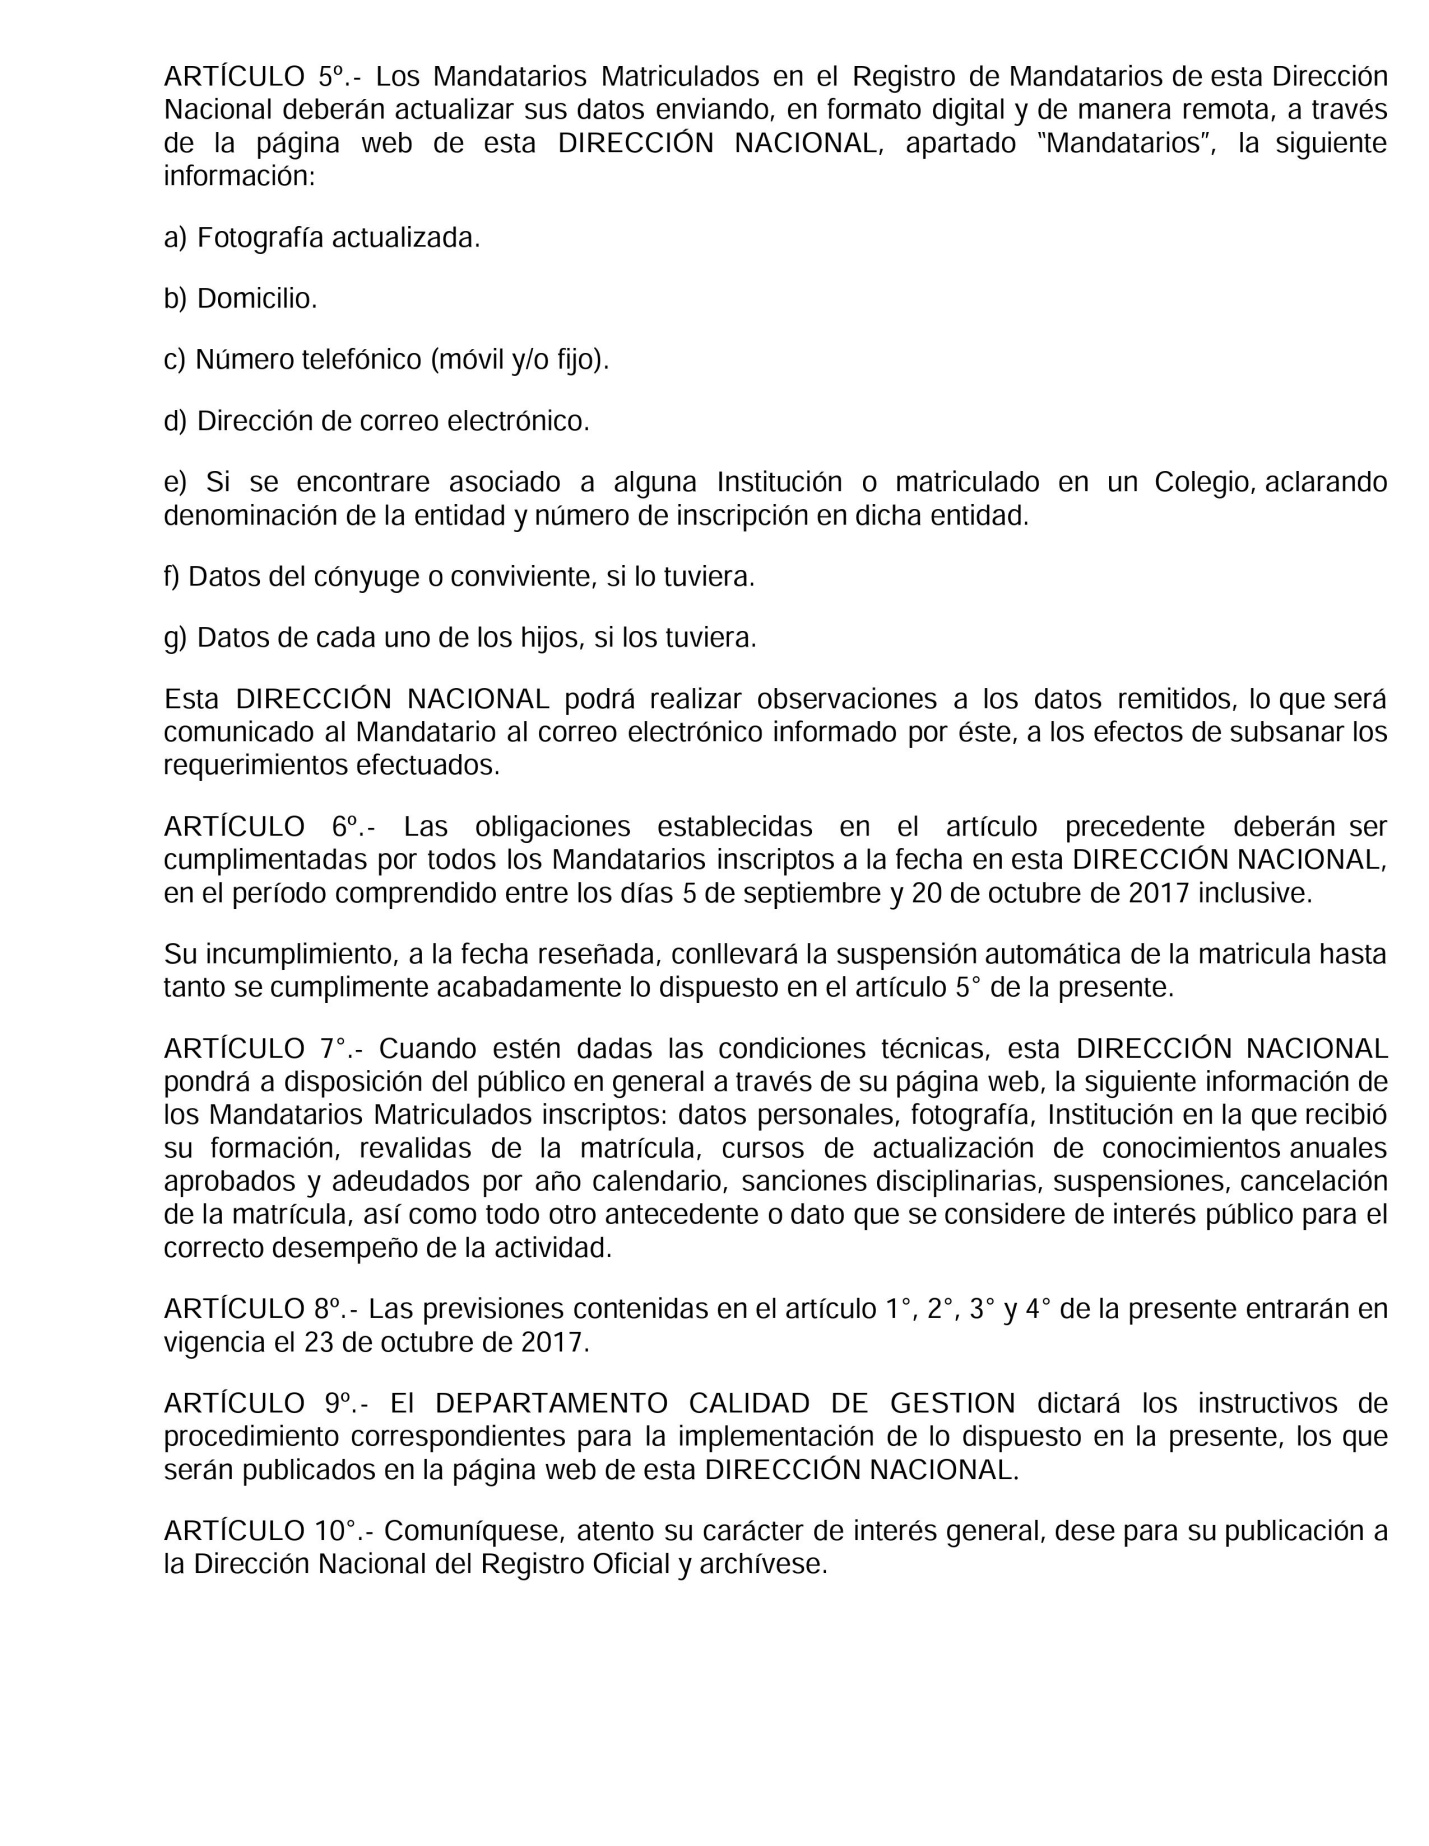 ARTÍCULO 5º.- Los Mandatarios Matriculados en el Registro de Mandatarios de esta Dirección
Nacional deberán actualizar sus datos enviando, en formato digital y de manera remota, a través
de la página web de esta DIRECCIÓN NACIONAL, apartado “Mandatarios”, la siguiente
información:
a) Fotografía actualizada.
b) Domicilio.
c) Número telefónico (móvil y/o fijo).
d) Dirección de correo electrónico.
e) Si se encontrare asociado a alguna Institución o matriculado en un Colegio, aclarando
denominación de la entidad y número de inscripción en dicha entidad.
f) Datos del cónyuge o conviviente, si lo tuviera.
g) Datos de cada uno de los hijos, si los tuviera.
Esta DIRECCIÓN NACIONAL podrá realizar observaciones a los datos remitidos, lo que será
comunicado al Mandatario al correo electrónico informado por éste, a los efectos de subsanar los
requerimientos efectuados.
ARTÍCULO 6º.- Las obligaciones establecidas en el artículo precedente deberán ser
cumplimentadas por todos los Mandatarios inscriptos a la fecha en esta DIRECCIÓN NACIONAL,
en el período comprendido entre los días 5 de septiembre y 20 de octubre de 2017 inclusive.
Su incumplimiento, a la fecha reseñada, conllevará la suspensión automática de la matricula hasta
tanto se cumplimente acabadamente lo dispuesto en el artículo 5° de la presente.
ARTÍCULO 7°.- Cuando estén dadas las condiciones técnicas, esta DIRECCIÓN NACIONAL
pondrá a disposición del público en general a través de su página web, la siguiente información de
los Mandatarios Matriculados inscriptos: datos personales, fotografía, Institución en la que recibió
su formación, revalidas de la matrícula, cursos de actualización de conocimientos anuales
aprobados y adeudados por año calendario, sanciones disciplinarias, suspensiones, cancelación
de la matrícula, así como todo otro antecedente o dato que se considere de interés público para el
correcto desempeño de la actividad.
ARTÍCULO 8º.- Las previsiones contenidas en el artículo 1°, 2°, 3° y 4° de la presente entrarán en
vigencia el 23 de octubre de 2017.
ARTÍCULO 9º.- El DEPARTAMENTO CALIDAD DE GESTION dictará los instructivos de
procedimiento correspondientes para la implementación de lo dispuesto en la presente, los que
serán publicados en la página web de esta DIRECCIÓN NACIONAL.
ARTÍCULO 10°.- Comuníquese, atento su carácter de interés general, dese para su publicación a
la Dirección Nacional del Registro Oficial y archívese.